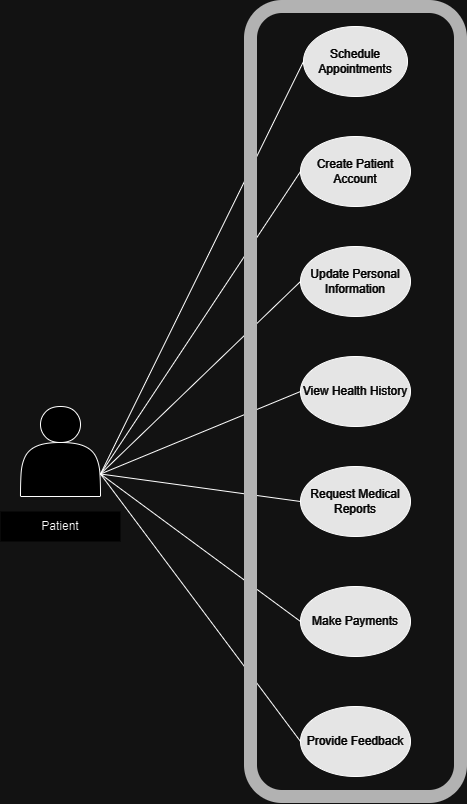 Schedule
Appointments
Create Patient
Account
Update Personal
Information
View Health History
Request Medical
Reports
Patient
Make Payments
Provide Feedback